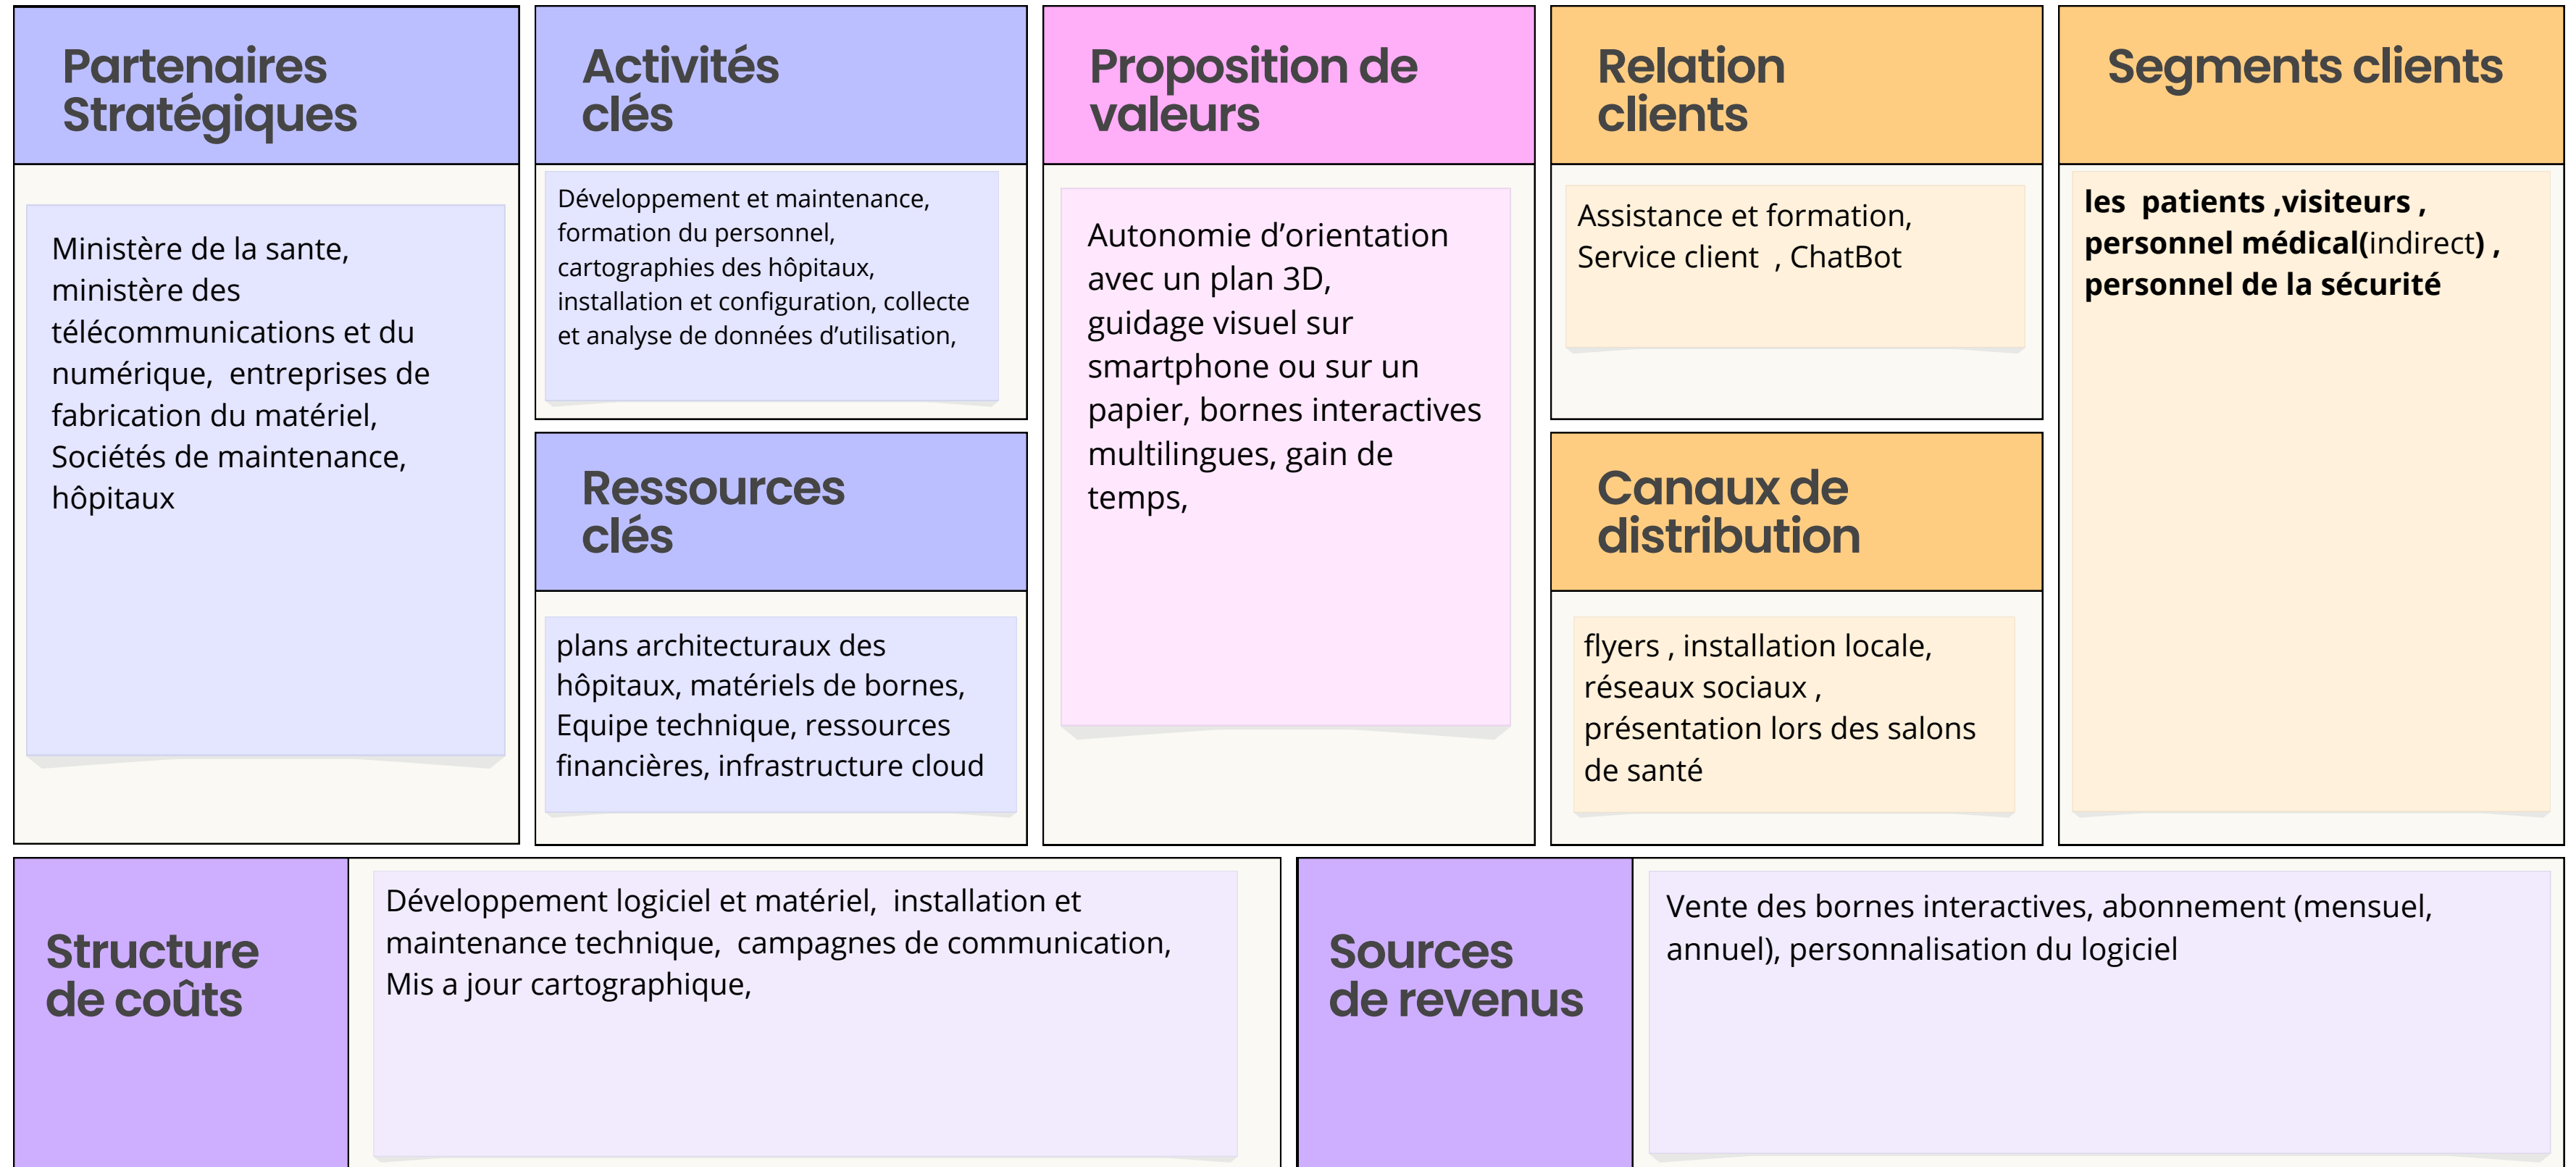 Partenaires
Stratégiques
Ministère de la sante,
ministère des
télécommunications et du
numérique,  entreprises de
fabrication du matériel,
Sociétés de maintenance,
hôpitaux
Activités
clés
Développement et maintenance,
formation du personnel,
cartographies des hôpitaux,
installation et configuration, collecte
et analyse de données d’utilisation,
Ressources
clés
plans architecturaux des
hôpitaux, matériels de bornes,
Equipe technique, ressources
financières, infrastructure cloud
Proposition de
valeurs
Autonomie d’orientation
avec un plan 3D,
guidage visuel sur
smartphone ou sur un
papier, bornes interactives
multilingues, gain de
temps,
Relation
clients
Assistance et formation,
Service client  , ChatBot
Canaux de
distribution
flyers , installation locale,
réseaux sociaux ,
présentation lors des salons
de santé
Segments clients
les  patients ,visiteurs ,
personnel médical(indirect) ,
personnel de la sécurité
Structure
de coûts
Développement logiciel et matériel,  installation et
maintenance technique,  campagnes de communication,
Mis a jour cartographique,
Sources
de revenus
Vente des bornes interactives, abonnement (mensuel,
annuel), personnalisation du logiciel